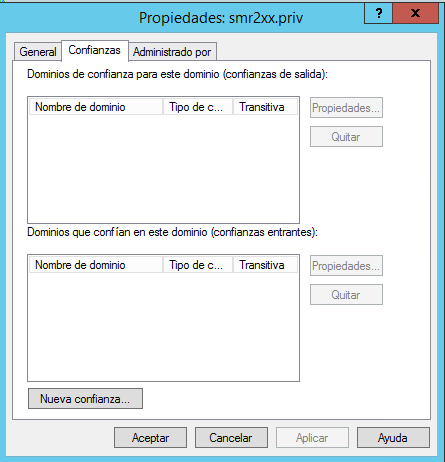 Propiedades: smr2xx.priv
? x
General Confianzas Administrado por
Dominios de confianza para este dominio (confianzas de salida):
Nombre de dominio Tipo de c... Transitiva
Propiedades...
Quitar
Dominios que confían en este dominio (confianzas entrantes):
Nombre de dominio Tipo de c... Transitiva
Propiedades...
Quitar
Nueva confianza...
Aceptar Cancelar Aplicar Ayuda